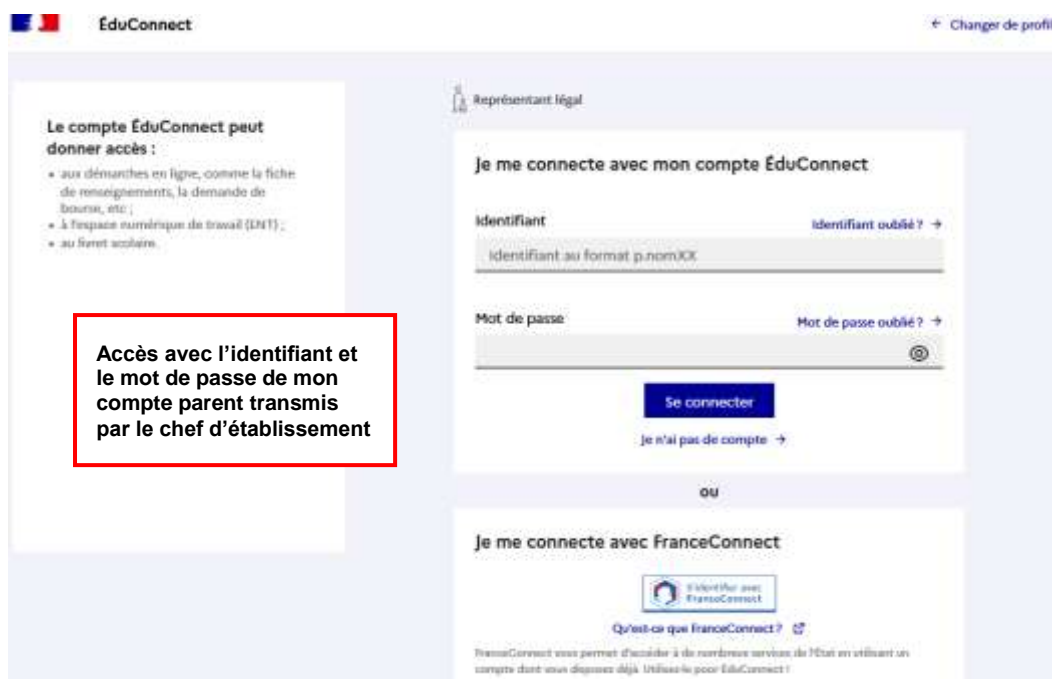 ÉduConnect
← Changer de profil
Le compte ÉduConnect peut
donner accès :
• aux démarches en ligne, comme la fiche
de renseignements, la demande de
bourse, etc ;
• à l'espace numérique de travail (ENT) ;
• au livret scolaire.
Accès avec l'identifiant et
le mot de passe de mon
compte parent transmis
par le chef d'établissement
Représentant légal
Je me connecte avec mon compte ÉduConnect
Identifiant
Identifiant oublié ? →
Identifiant au format p.nomXX
Mot de passe
Mot de passe oublié ? →
Se connecter
Je n'ai pas de compte →
ou
Je me connecte avec FranceConnect
S'identifier avec
FranceConnect
Qu'est-ce que FranceConnect ?
FranceConnect vous permet d'accéder à de nombreux services de l'État en utilisant un
compte dont vous disposez déjà. Utilisez-le pour EduConnect !